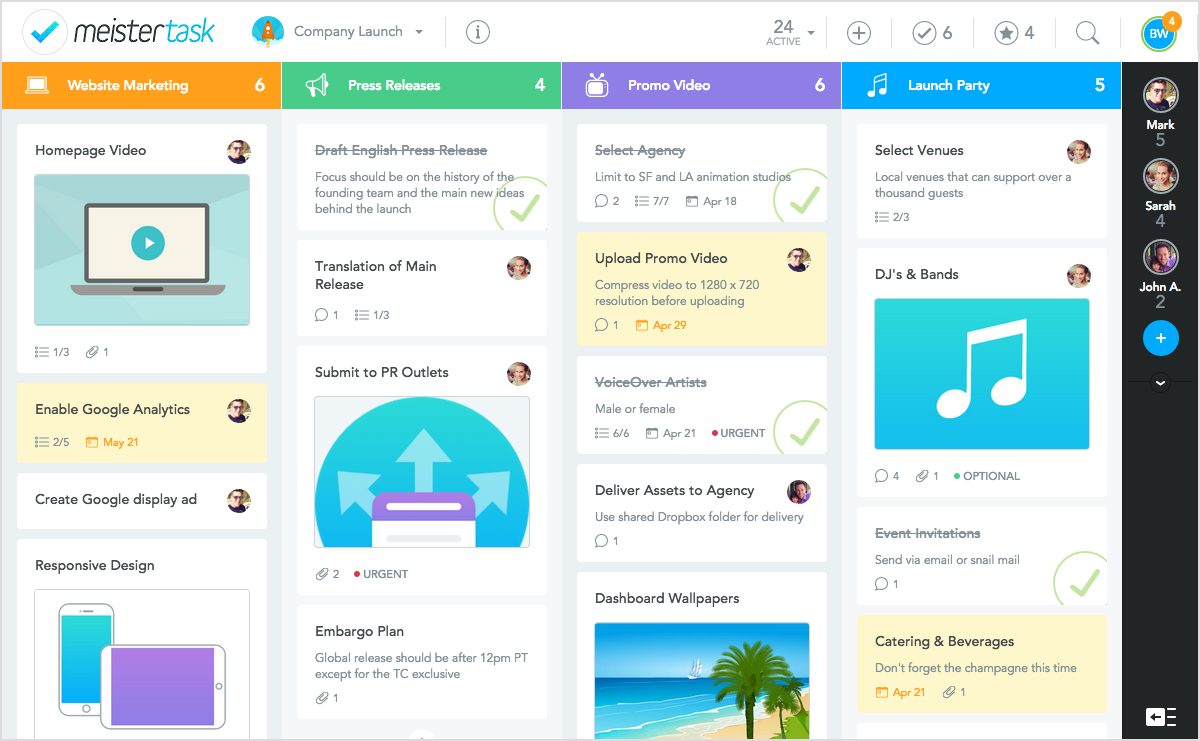 meistertask
Company Launch
24
ACTIVE
6
4
BW
4
Website Marketing 6
Homepage Video
1/3 1
Enable Google Analytics
2/5 May 21
Create Google display ad
Responsive Design
Press Releases 4
Draft English Press Release
Focus should be on the history of the
founding team and the main new ideas
behind the launch
Translation of Main
Release
1 1/3
Submit to PR Outlets
2 URGENT
Embargo Plan
Global release should be after 12pm PT
except for the TC exclusive
1
Promo Video 6
Select Agency
Limit to SF and LA animation studios
2 7/7 Apr 18
Upload Promo Video
Compress video to 1280 x 720
resolution before uploading
1 Apr 29
VoiceOver Artists
Male or female
6/6 Apr 21 URGENT
Deliver Assets to Agency
Use shared Dropbox folder for delivery
1
Dashboard Wallpapers
Launch Party 5
Select Venues
Local venues that can support over a
thousand guests
2/3
DJ's & Bands
4 1 OPTIONAL
Event Invitations
Send via email or snail mail
1
Catering & Beverages
Don't forget the champagne this time
Apr 21 1
Mark
5
Sarah
4
John A.
2